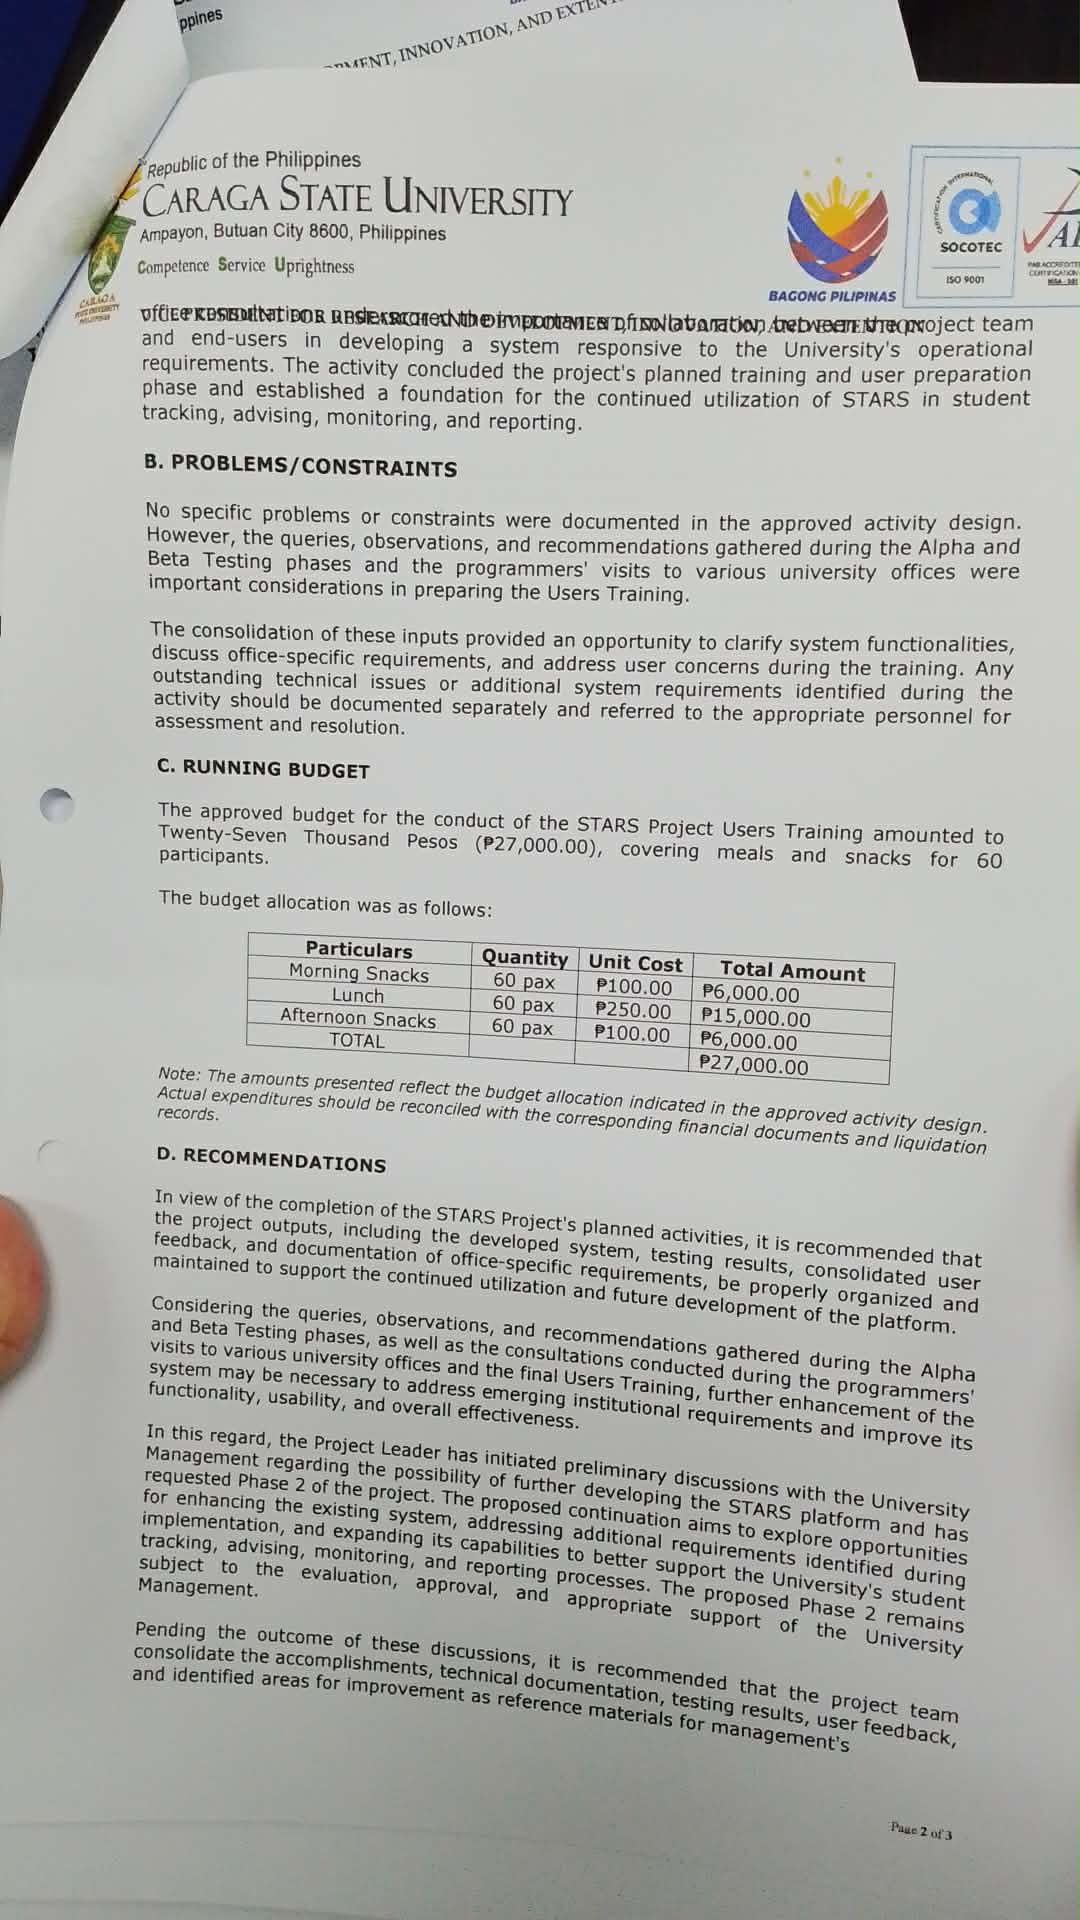 ppines
MENT, INNOVATION, AND EXTEN
Republic of the Philippines
CARAGA STATE UNIVERSITY
Ampayon, Butuan City 8600, Philippines
Competence Service Uprightness
CARAGA
STATE UNIVERSITY
PHILIPPINES
BAGONG PILIPINAS
CERTIFICATION INTERNATIONAL
SOCOTEC
ISO 9001
PAB ACCREDITED
CERTIFICATION
project team
and end-users in developing a system responsive to the University's operational
requirements. The activity concluded the project's planned training and user preparation
phase and established a foundation for the continued utilization of STARS in student
tracking, advising, monitoring, and reporting.
B. PROBLEMS/CONSTRAINTS
No specific problems or constraints were documented in the approved activity design.
However, the queries, observations, and recommendations gathered during the Alpha and
Beta Testing phases and the programmers' visits to various university offices were
important considerations in preparing the Users Training.
The consolidation of these inputs provided an opportunity to clarify system functionalities,
discuss office-specific requirements, and address user concerns during the training. Any
outstanding technical issues or additional system requirements identified during the
activity should be documented separately and referred to the appropriate personnel for
assessment and resolution.
C. RUNNING BUDGET
The approved budget for the conduct of the STARS Project Users Training amounted to
Twenty-Seven Thousand Pesos (₱27,000.00), covering meals and snacks for 60
participants.
The budget allocation was as follows:
Particulars Quantity Unit Cost Total Amount
Morning Snacks 60 pax ₱100.00 ₱6,000.00
Lunch 60 pax ₱250.00 ₱15,000.00
Afternoon Snacks 60 pax ₱100.00 ₱6,000.00
TOTAL ₱27,000.00
Note: The amounts presented reflect the budget allocation indicated in the approved activity design.
Actual expenditures should be reconciled with the corresponding financial documents and liquidation
records.
D. RECOMMENDATIONS
In view of the completion of the STARS Project's planned activities, it is recommended that
the project outputs, including the developed system, testing results, consolidated user
feedback, and documentation of office-specific requirements, be properly organized and
maintained to support the continued utilization and future development of the platform.
Considering the queries, observations, and recommendations gathered during the Alpha
and Beta Testing phases, as well as the consultations conducted during the programmers'
visits to various university offices and the final Users Training, further enhancement of the
system may be necessary to address emerging institutional requirements and improve its
functionality, usability, and overall effectiveness.
In this regard, the Project Leader has initiated preliminary discussions with the University
Management regarding the possibility of further developing the STARS platform and has
requested Phase 2 of the project. The proposed continuation aims to explore opportunities
for enhancing the existing system, addressing additional requirements identified during
implementation, and expanding its capabilities to better support the University's student
tracking, advising, monitoring, and reporting processes. The proposed Phase 2 remains
subject to the evaluation, approval, and appropriate support of the University
Management.
Pending the outcome of these discussions, it is recommended that the project team
consolidate the accomplishments, technical documentation, testing results, user feedback,
and identified areas for improvement as reference materials for management's
Page 2 of 3